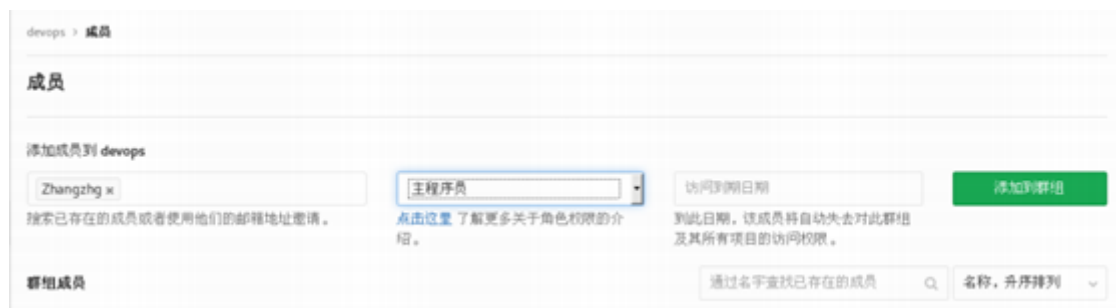 devops > 成员
成员
添加成员到 devops
Zhangzhg × 主程序员 访问到期日期 添加到群组
搜索已存在的成员或者使用他们的邮箱地址邀请。 点击这里 了解更多关于角色权限的介绍。 到此日期，该成员将自动失去对此群组及其所有项目的访问权限。
群组成员 通过名字查找已存在的成员 名称，升序排列